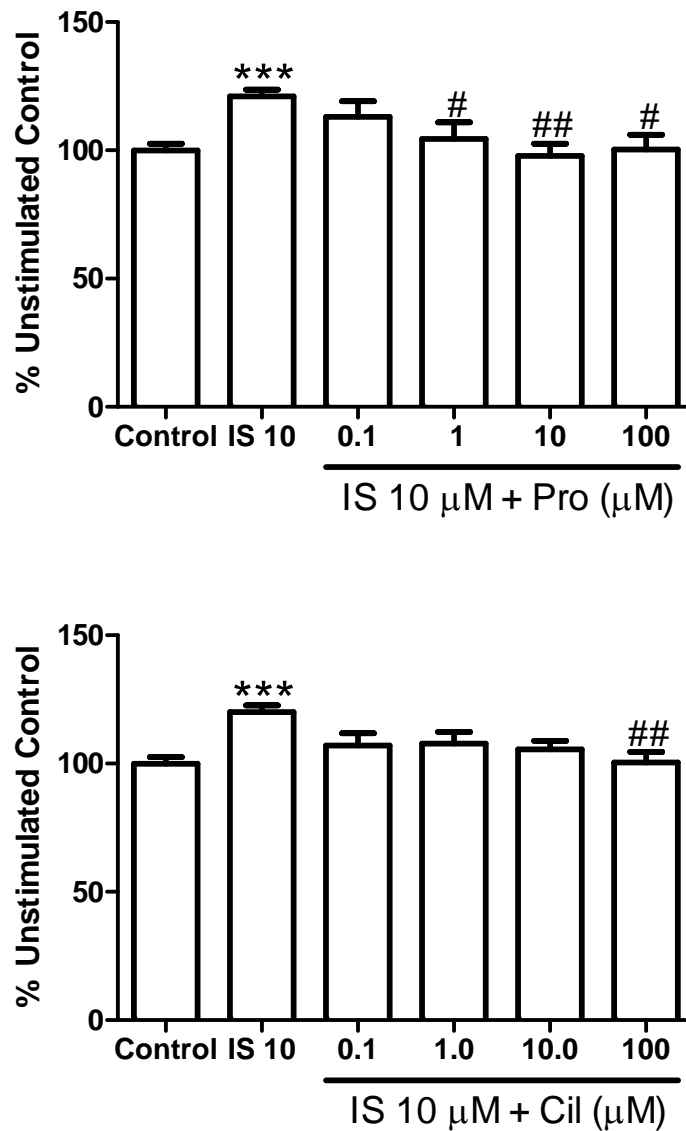 % Unstimulated Control
150
100
50
0
***
#
##
#
Control IS 10 0.1 1 10 100
IS 10 μM + Pro (μM)
% Unstimulated Control
150
100
50
0
***
##
Control IS 10 0.1 1.0 10.0 100
IS 10 μM + Cil (μM)